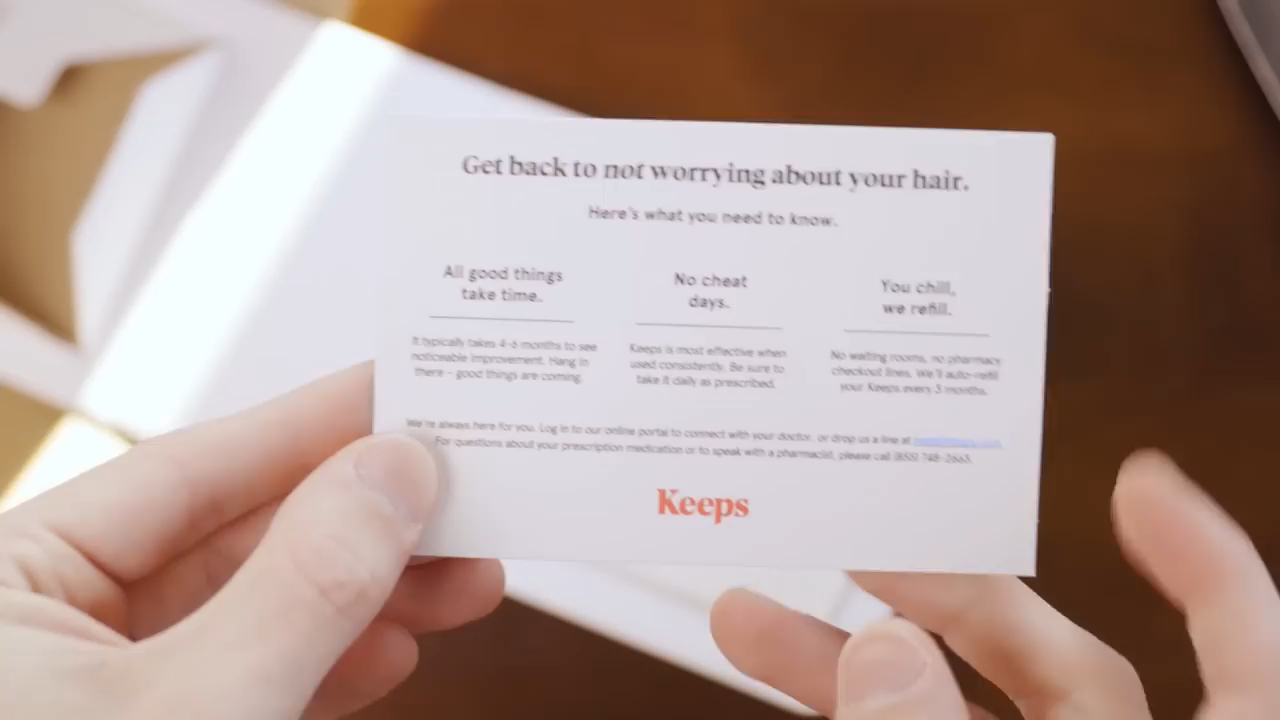 Get back to not worrying about your hair.
Here's what you need to know.
All good things
take time.
It typically takes 4-6 months to see
noticeable improvement. Hang in
there – good things are coming.
No cheat
days.
Keeps is most effective when
used consistently. Be sure to
take it daily as prescribed.
You chill,
we refill.
No waiting rooms, no pharmacy
checkout lines. We'll auto-refill
your Keeps every 3 months.
We're always here for you. Log in to our online portal to connect with your doctor, or drop us a line at
For questions about your prescription medication or to speak with a pharmacist, please call (855) 748-2663.
Keeps